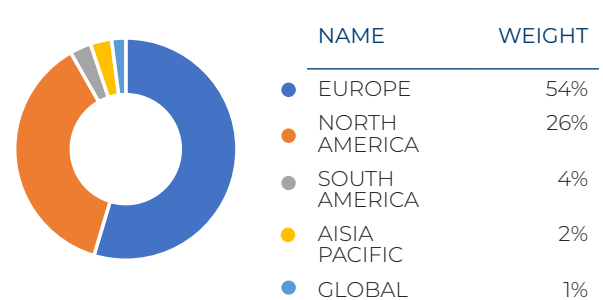 NAME WEIGHT
EUROPE 54%
NORTH 26%
AMERICA
SOUTH 4%
AMERICA
AISIA 2%
PACIFIC
GLOBAL 1%